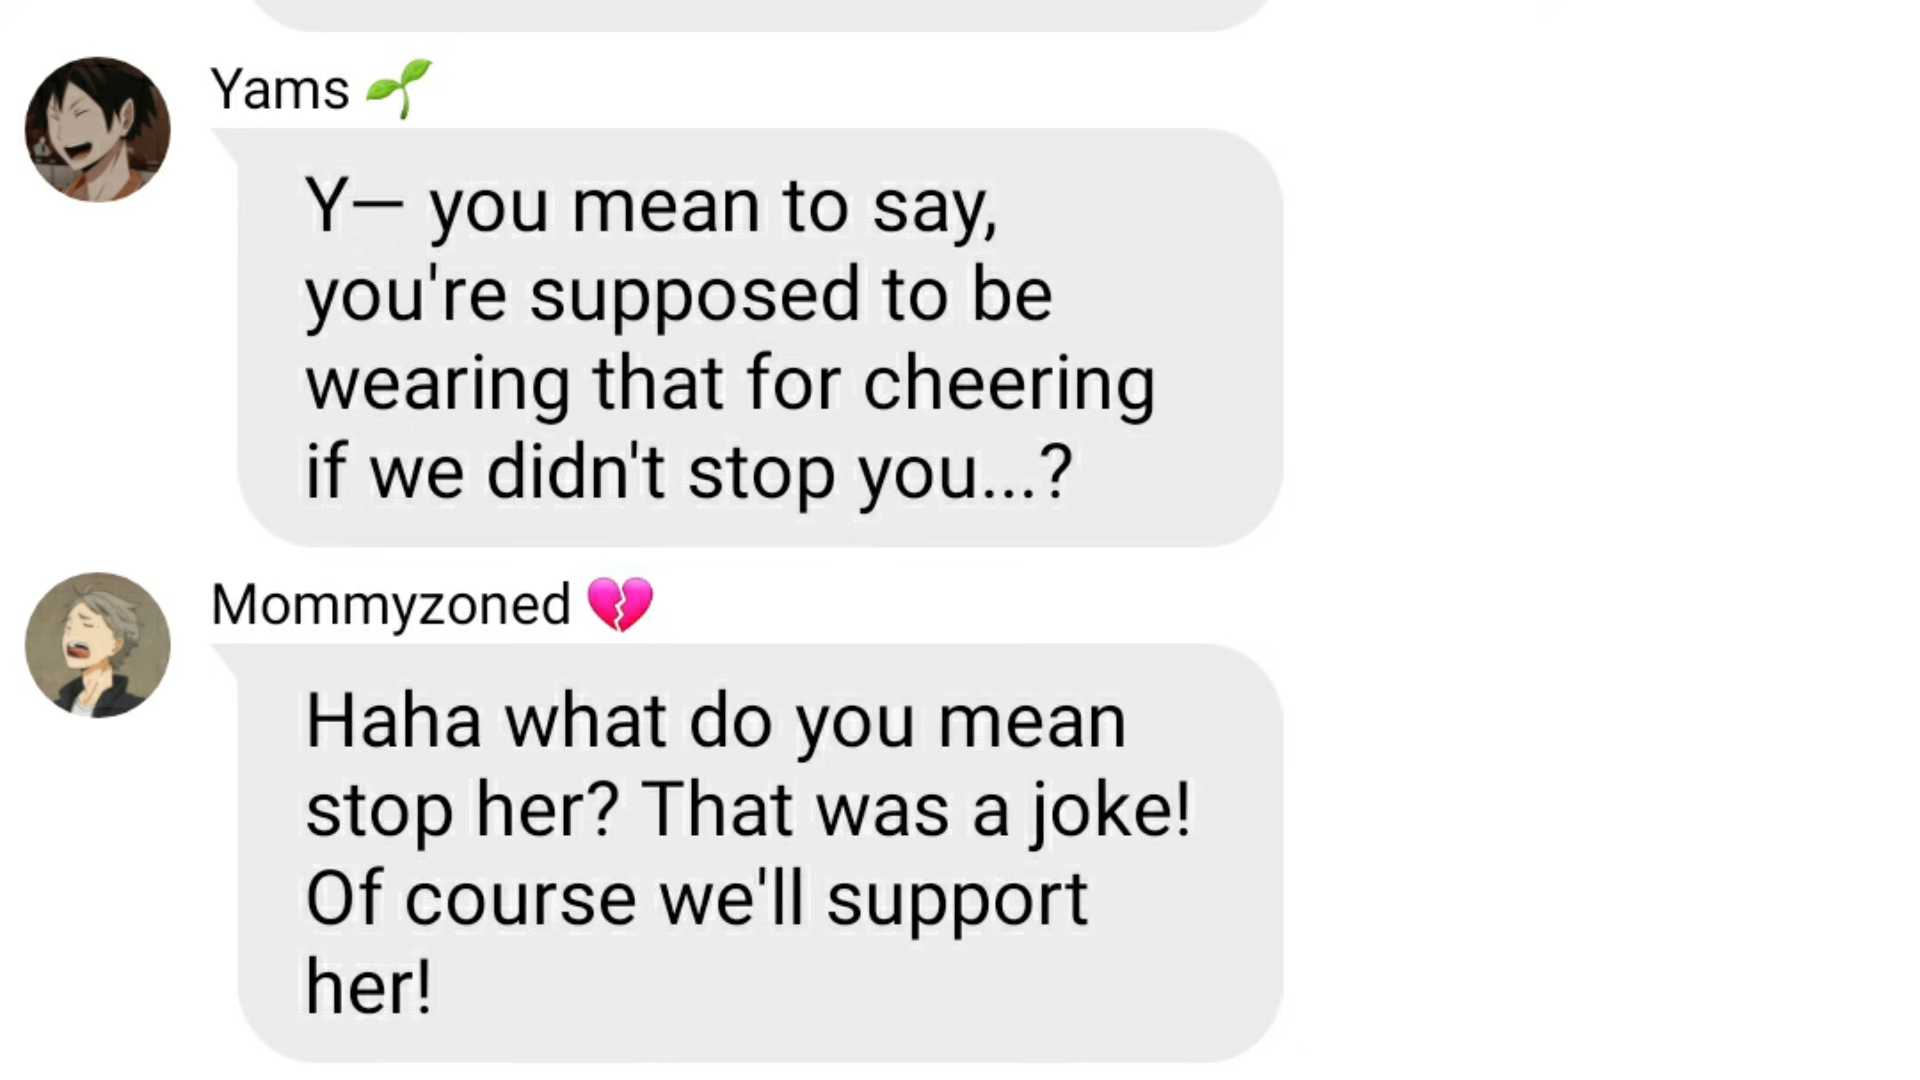 Yams 🌱
Y— you mean to say,
you're supposed to be
wearing that for cheering
if we didn't stop you...?
Mommyzoned 💔
Haha what do you mean
stop her? That was a joke!
Of course we'll support
her!